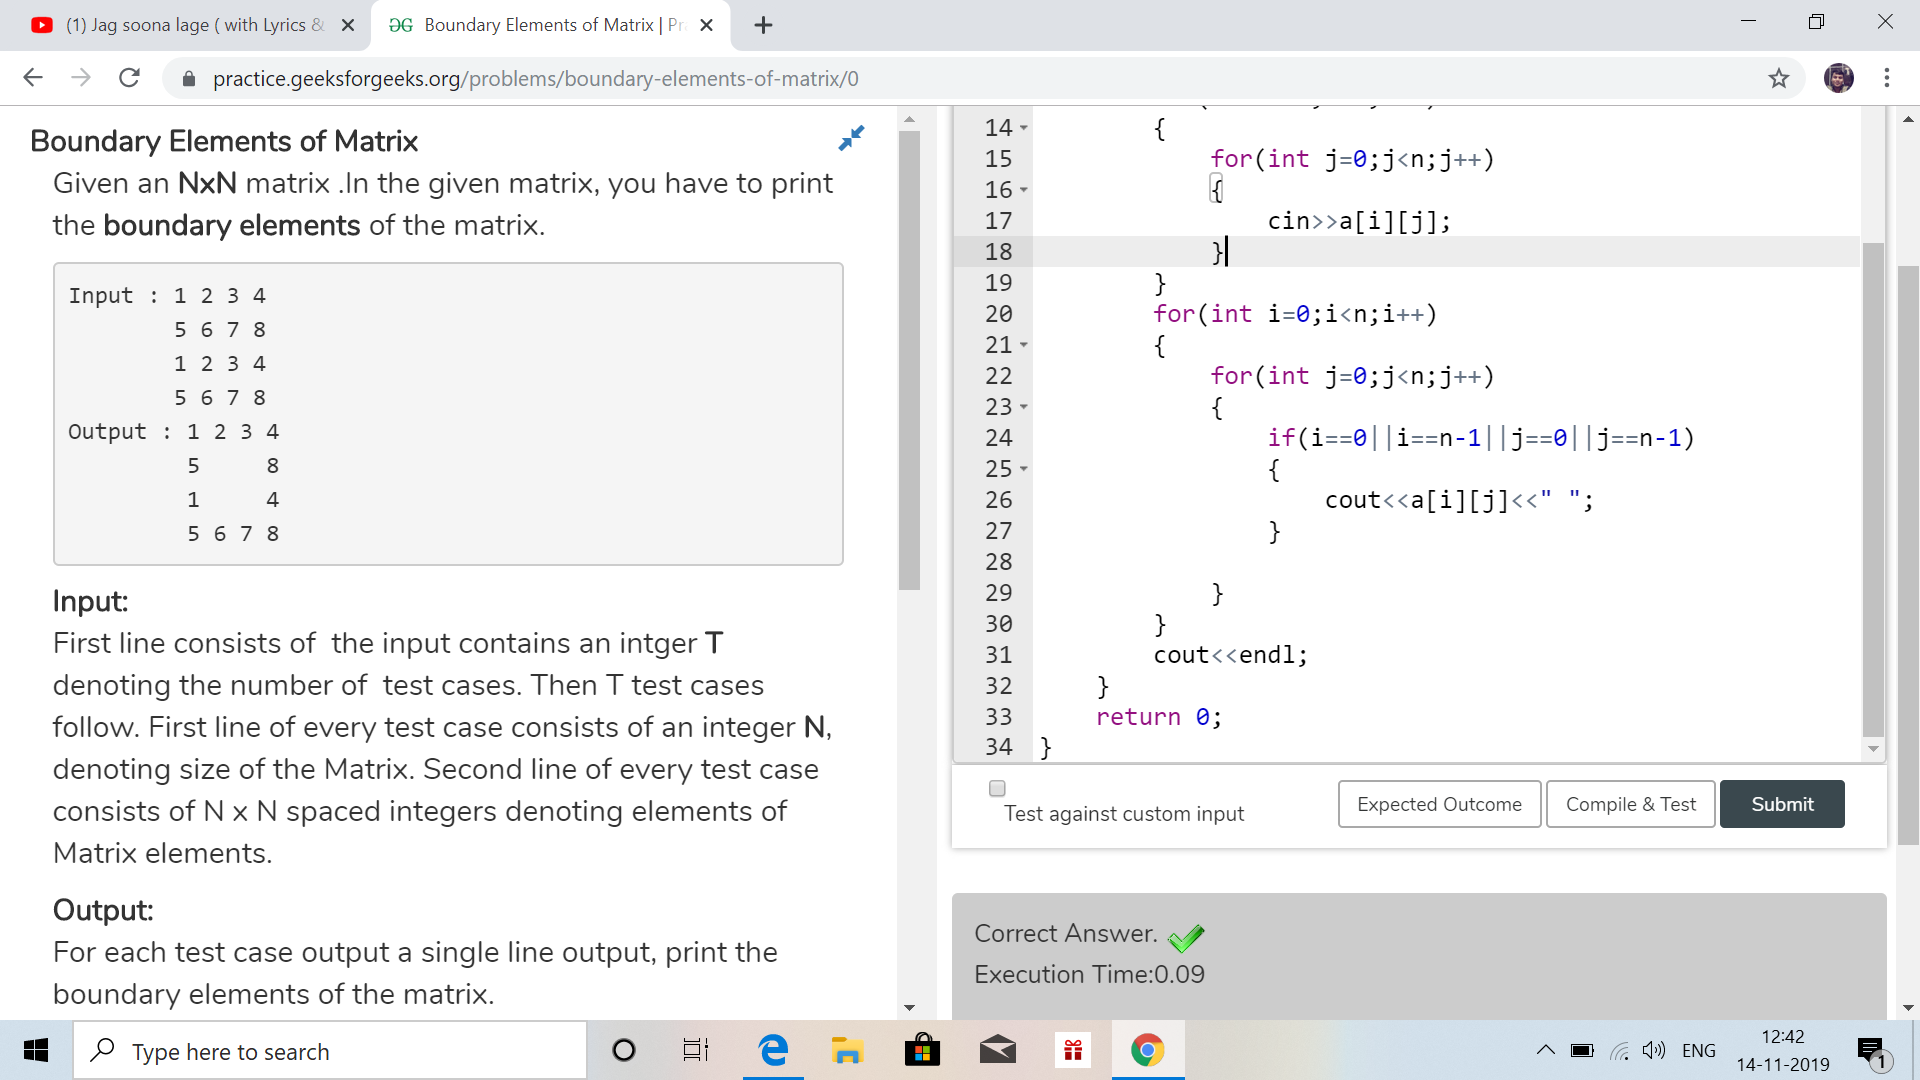 (1) Jag soona lage ( with Lyrics &
Boundary Elements of Matrix | Pr
practice.geeksforgeeks.org/problems/boundary-elements-of-matrix/0
Boundary Elements of Matrix
Given an NxN matrix .In the given matrix, you have to print
the boundary elements of the matrix.
Input : 1 2 3 4
5 6 7 8
1 2 3 4
5 6 7 8
Output : 1 2 3 4
5 8
1 4
5 6 7 8
Input:
First line consists of  the input contains an intger T
denoting the number of  test cases. Then T test cases
follow. First line of every test case consists of an integer N,
denoting size of the Matrix. Second line of every test case
consists of N x N spaced integers denoting elements of
Matrix elements.
Output:
For each test case output a single line output, print the
boundary elements of the matrix.
14 {
15 for(int j=0;j<n;j++)
16 {
17 cin>>a[i][j];
18 }
19 }
20 for(int i=0;i<n;i++)
21 {
22 for(int j=0;j<n;j++)
23 {
24 if(i==0||i==n-1||j==0||j==n-1)
25 {
26 cout<<a[i][j]<<" ";
27 }
28
29 }
30 }
31 cout<<endl;
32 }
33 return 0;
34 }
Test against custom input
Expected Outcome
Compile & Test
Submit
Correct Answer.
Execution Time:0.09
Type here to search
ENG
12:42
14-11-2019
1